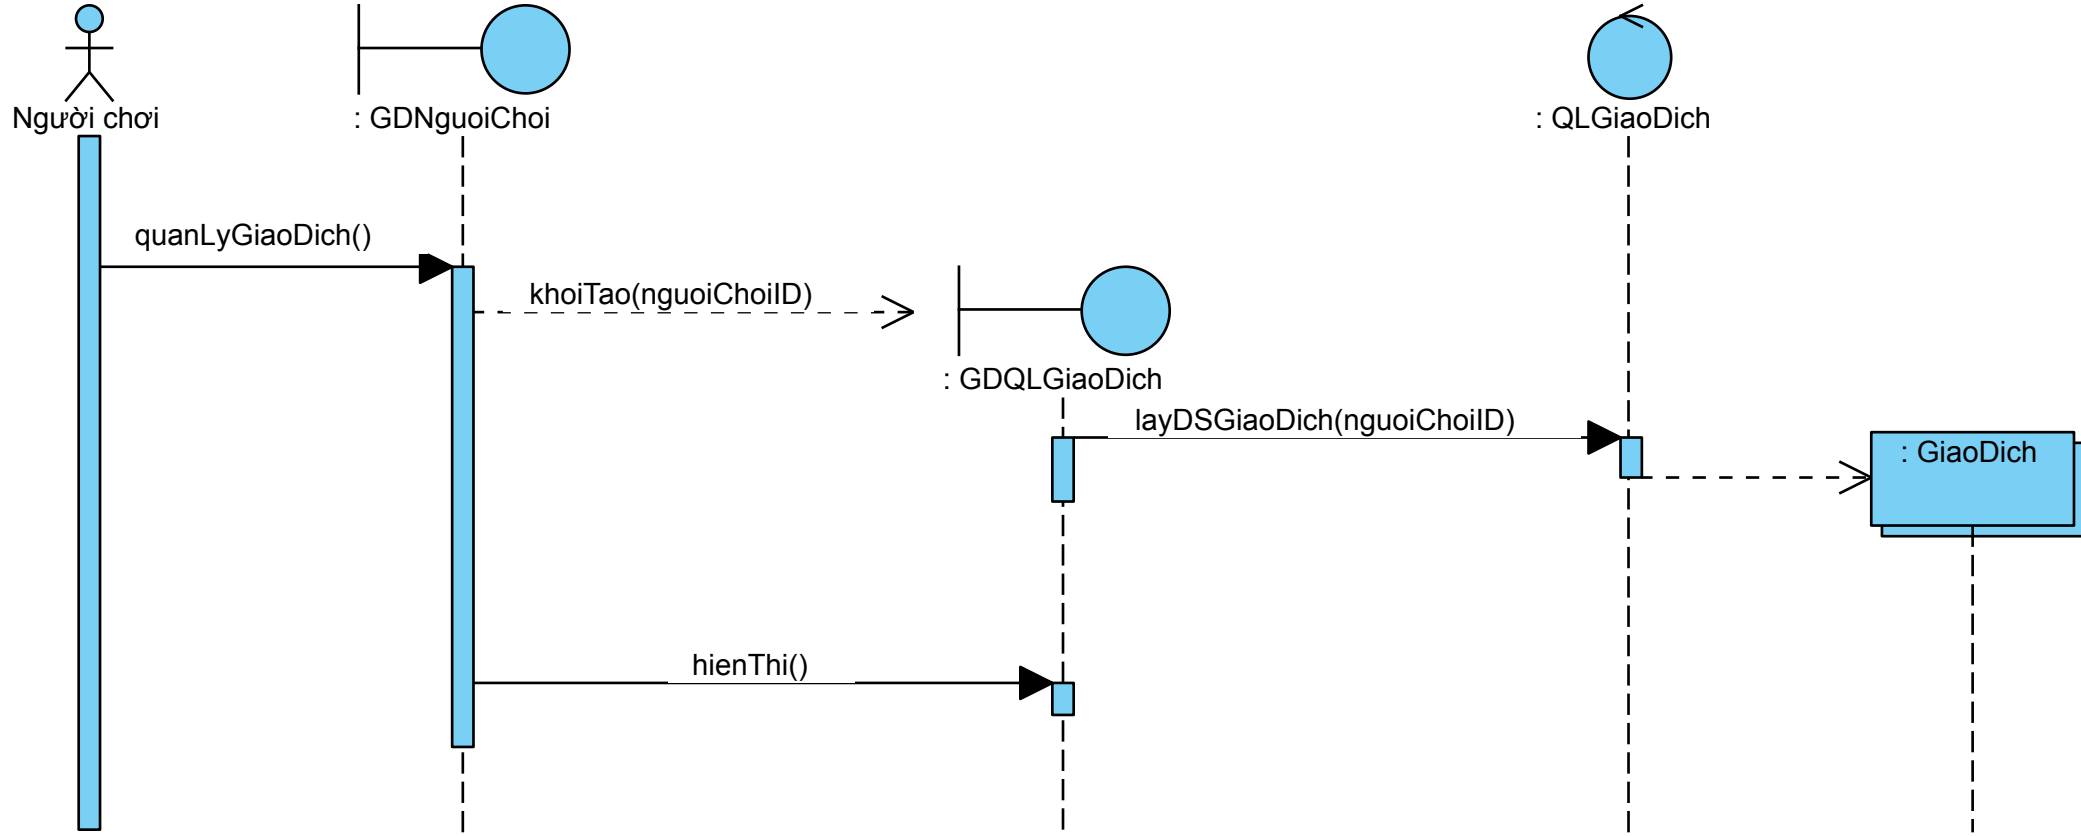 Người chơi
: GDNguoiChoi
: QLGiaoDich
quanLyGiaoDich()
khoiTao(nguoiChoiID)
: GDQLGiaoDich
layDSGiaoDich(nguoiChoiID)
: GiaoDich
hienThi()